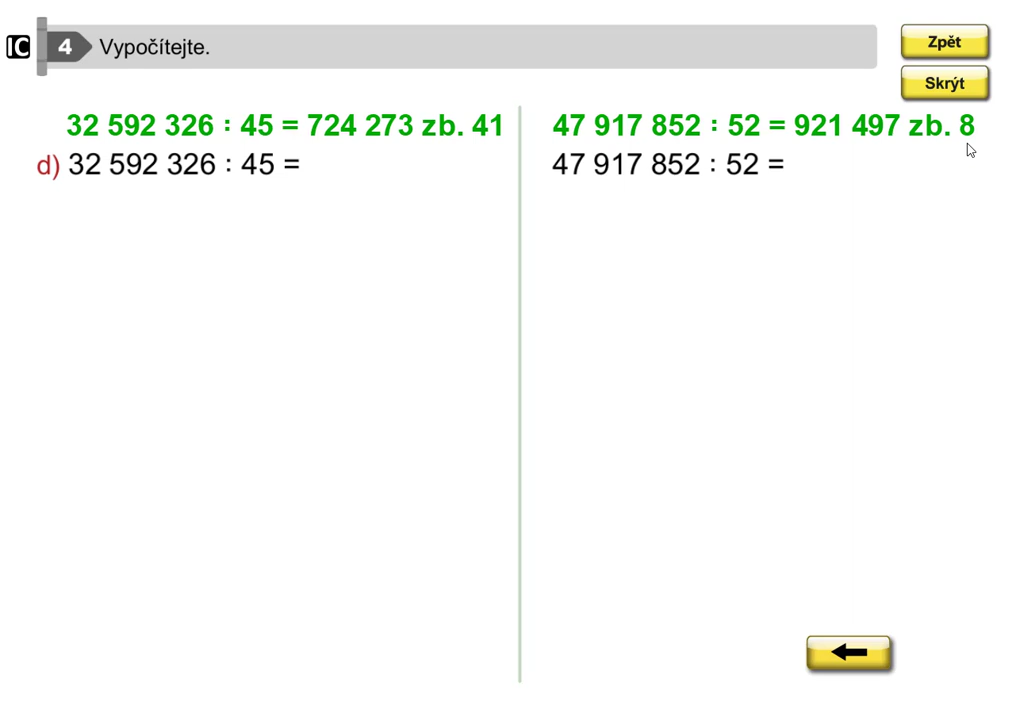 IC 4 Vypočítejte.
Zpět
Skrýt
32 592 326 : 45 = 724 273 zb. 41
d) 32 592 326 : 45 =
47 917 852 : 52 = 921 497 zb. 8
47 917 852 : 52 =